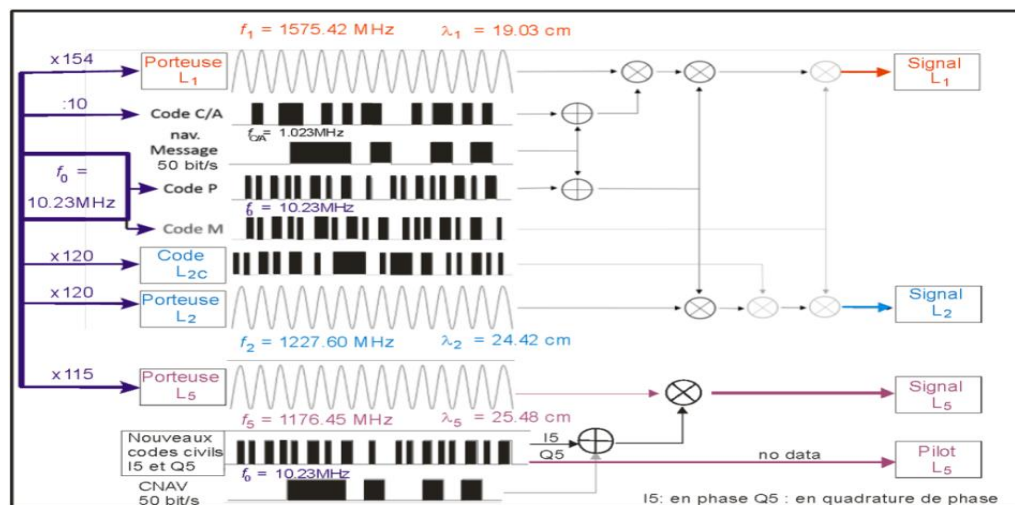 f1 = 1575.42 MHz λ1 = 19.03 cm
x154
Porteuse
L1
Signal
L1
:10
Code C/A
fC/A = 1.023MHz
nav.
Message
50 bit/s
f0 =
10.23MHz
Code P
f0 = 10.23MHz
Code M
x120
Code
L2C
x120
Porteuse
L2
Signal
L2
f2 = 1227.60 MHz λ2 = 24.42 cm
x115
Porteuse
L5
Signal
L5
f5 = 1176.45 MHz λ5 = 25.48 cm
Nouveaux
codes civils
I5 et Q5
I5
Q5
no data
Pilot
L5
f0 = 10.23MHz
CNAV
50 bit/s
I5: en phase Q5 : en quadrature de phase